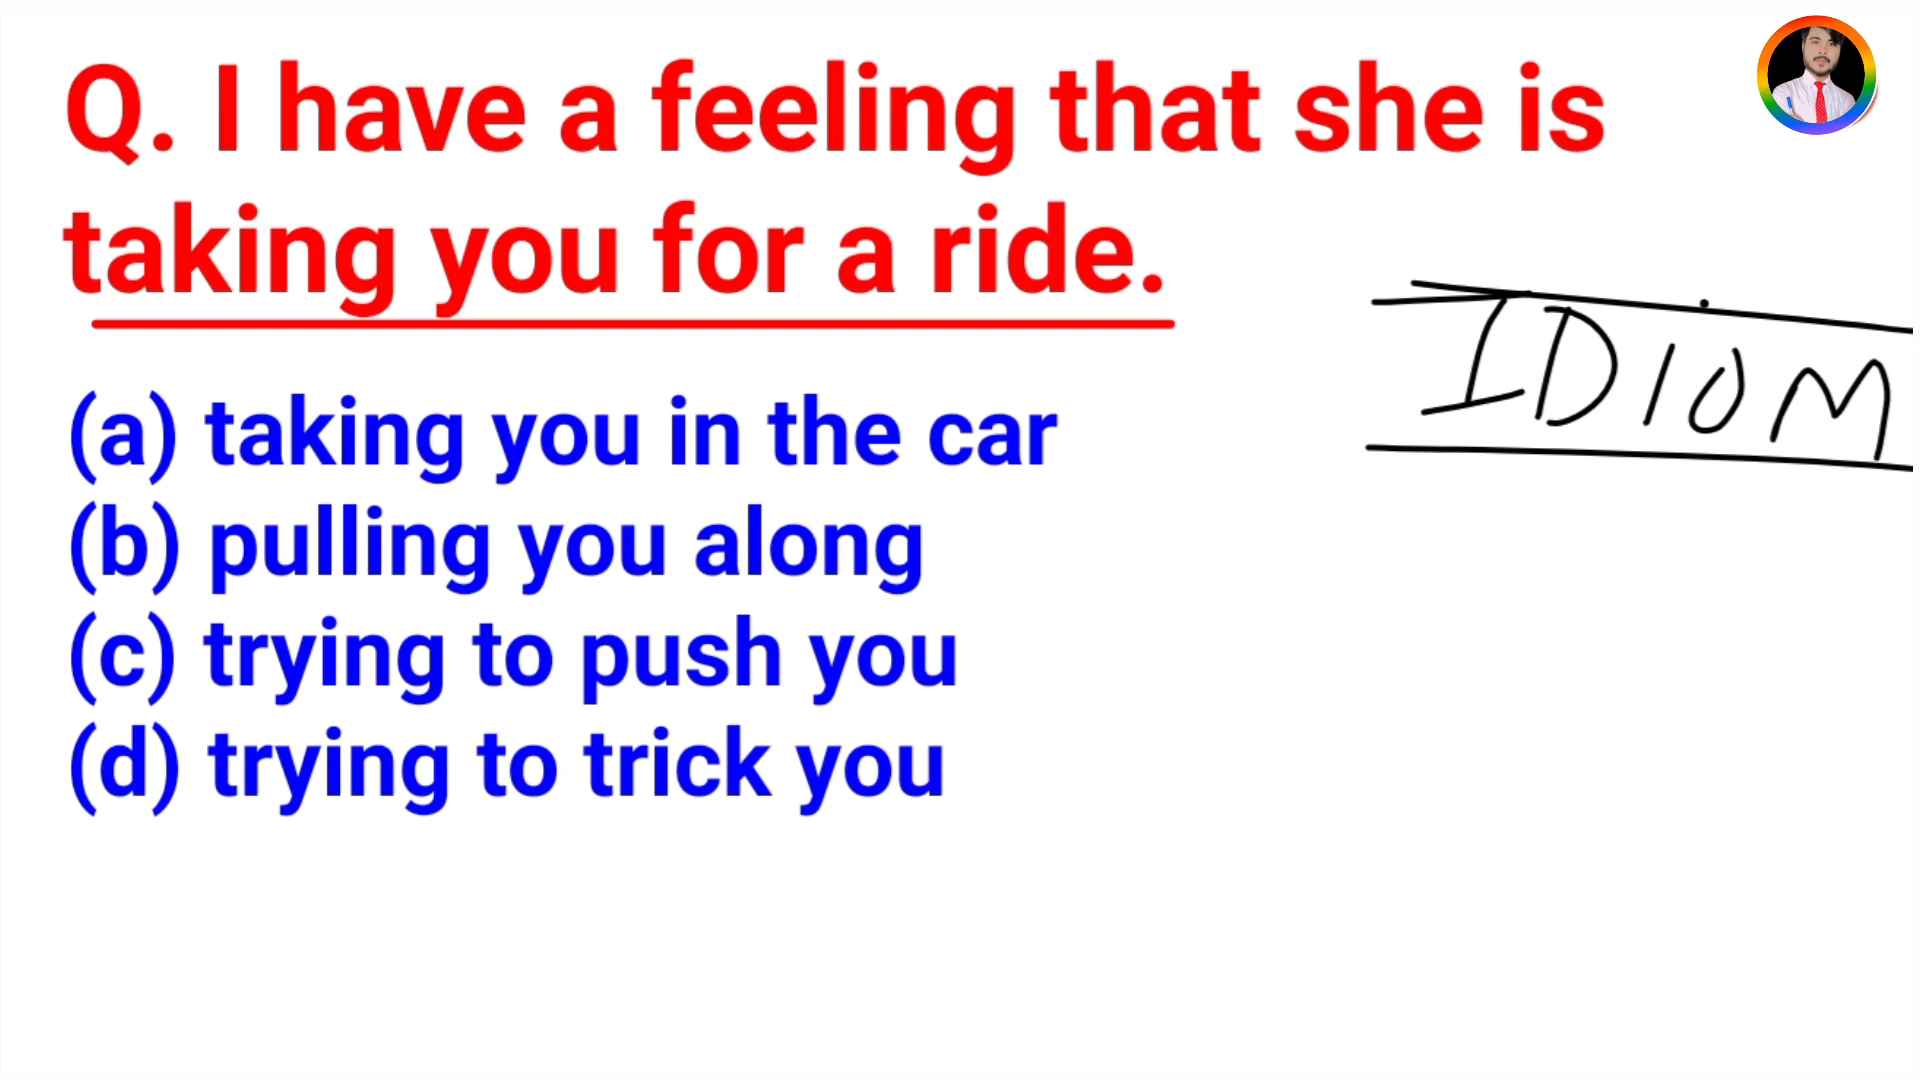 Q. I have a feeling that she is
taking you for a ride.
IDIOM
(a) taking you in the car
(b) pulling you along
(c) trying to push you
(d) trying to trick you